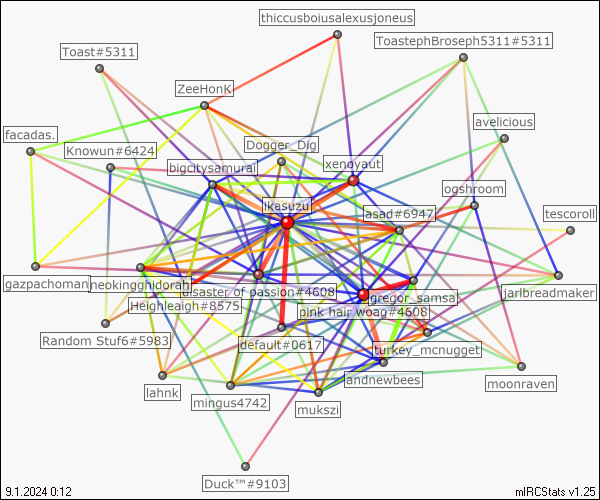 thiccusboiusalexusjoneus
ToastephBroseph5311#5311
Toast#5311
ZeeHonK
avelicious
facadas.
Knowun#6424
Dogger_Dig
xenoyaut
bigcitysamurai
ogshroom
ikasuzu
asad#6947
tescoroll
gazpachoman
neokingghidorah
disaster of passion#4608
gregor_samsa
jarlbreadmaker
Heighleaigh#8575
pink hair woag#4608
Random Stuf6#5983
default#0617
turkey_mcnugget
lahnk
andnewbees
moonraven
mingus4742
mukszi
Duck™#9103
9.1.2024 0:12
mIRCStats v1.25